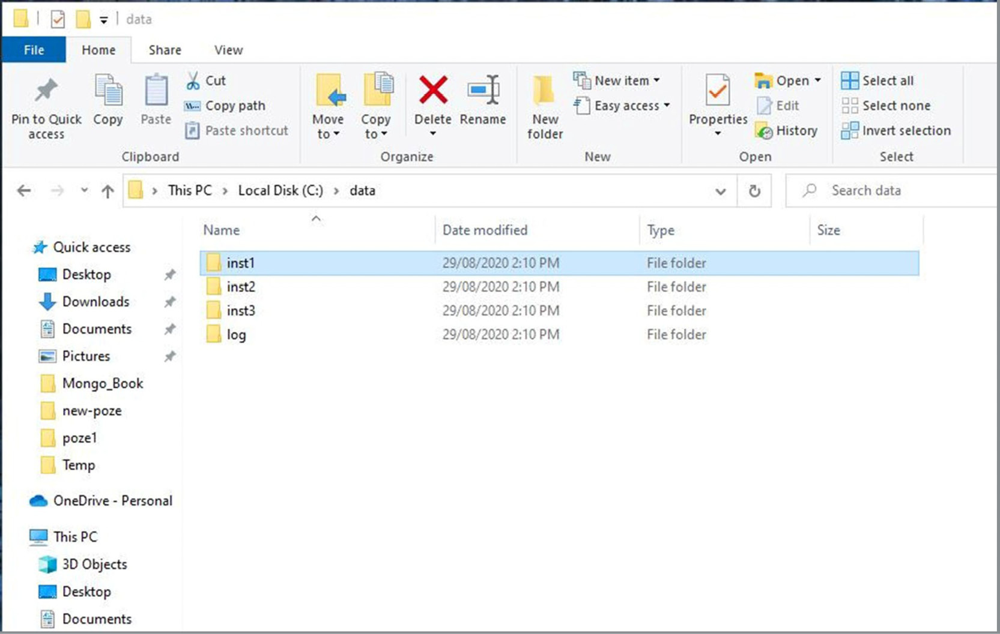 data
File Home Share View
Pin to Quick access
Copy
Paste
Cut
Copy path
Paste shortcut
Clipboard
Move to
Copy to
Delete
Rename
Organize
New folder
New item
Easy access
New
Properties
Open
Edit
History
Open
Select all
Select none
Invert selection
Select
This PC > Local Disk (C:) > data
Search data
Name Date modified Type Size
inst1 29/08/2020 2:10 PM File folder
inst2 29/08/2020 2:10 PM File folder
inst3 29/08/2020 2:10 PM File folder
log 29/08/2020 2:10 PM File folder
Quick access
Desktop
Downloads
Documents
Pictures
Mongo_Book
new-poze
poze1
Temp
OneDrive - Personal
This PC
3D Objects
Desktop
Documents